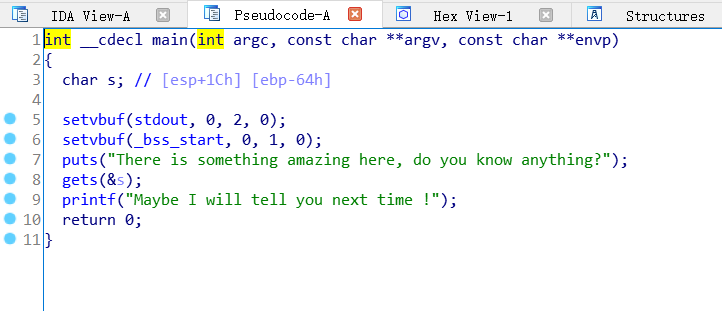 IDA View-A Pseudocode-A Hex View-1 Structures
1 int __cdecl main(int argc, const char **argv, const char **envp)
2 {
3   char s; // [esp+1Ch] [ebp-64h]
4
5   setvbuf(stdout, 0, 2, 0);
6   setvbuf(_bss_start, 0, 1, 0);
7   puts("There is something amazing here, do you know anything?");
8   gets(&s);
9   printf("Maybe I will tell you next time !");
10   return 0;
11 }